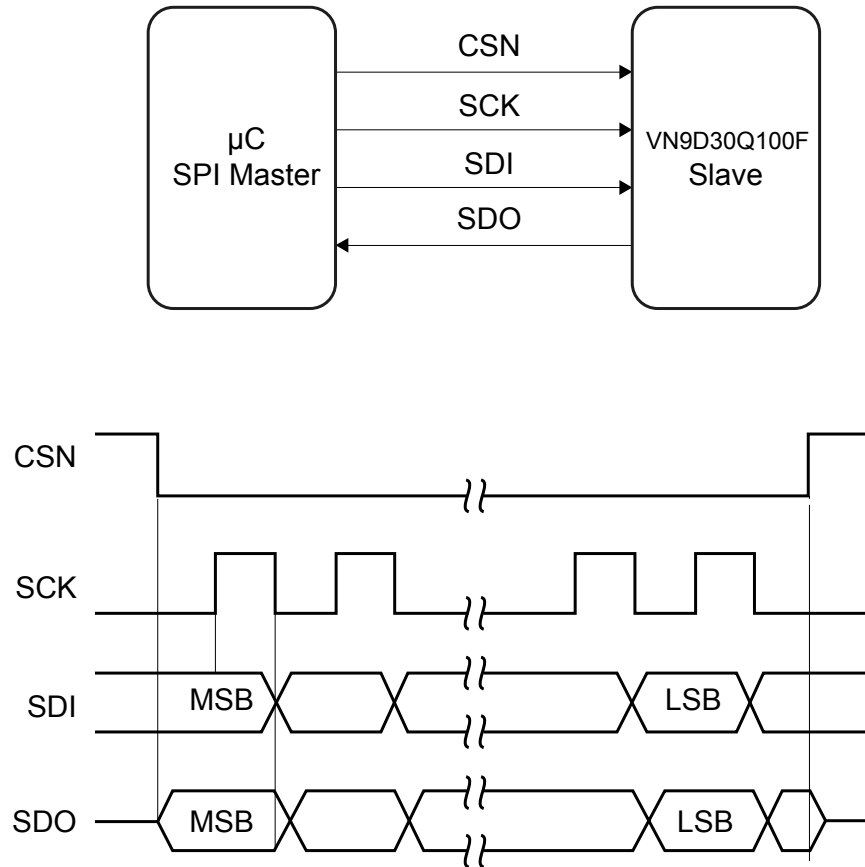 CSN
SCK
SDI
SDO
µC
SPI Master
VN9D30Q100F
Slave
CSN
SCK
SDI
MSB
LSB
SDO
MSB
LSB